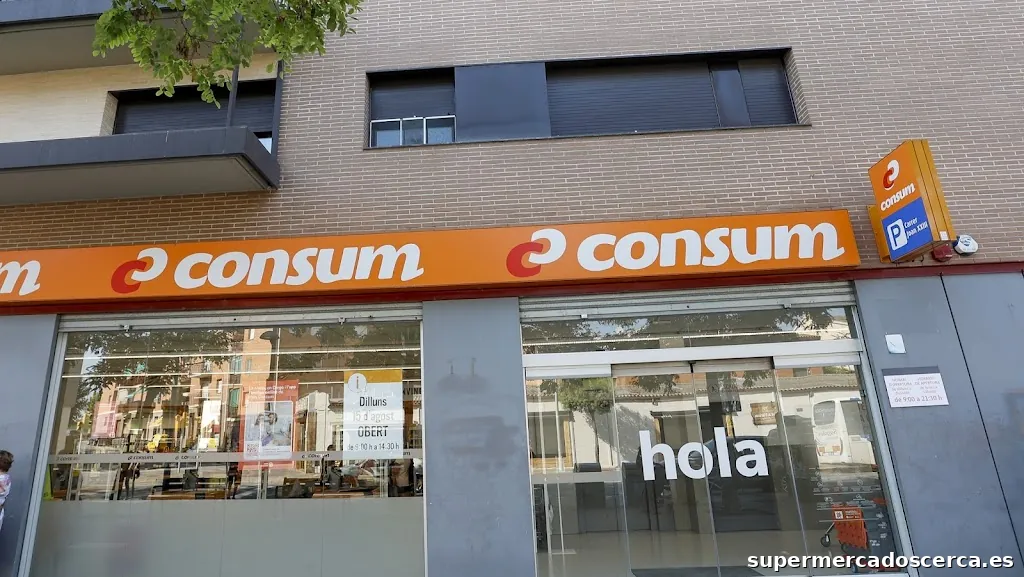 m
consum
consum
consum
P Carrer
Joan XXIII
Dilluns
15 d'agost
OBERT
de 9:00 h a 14:30 h
hola
de 9:00 a 21:30 h
supermercadoscerca.es